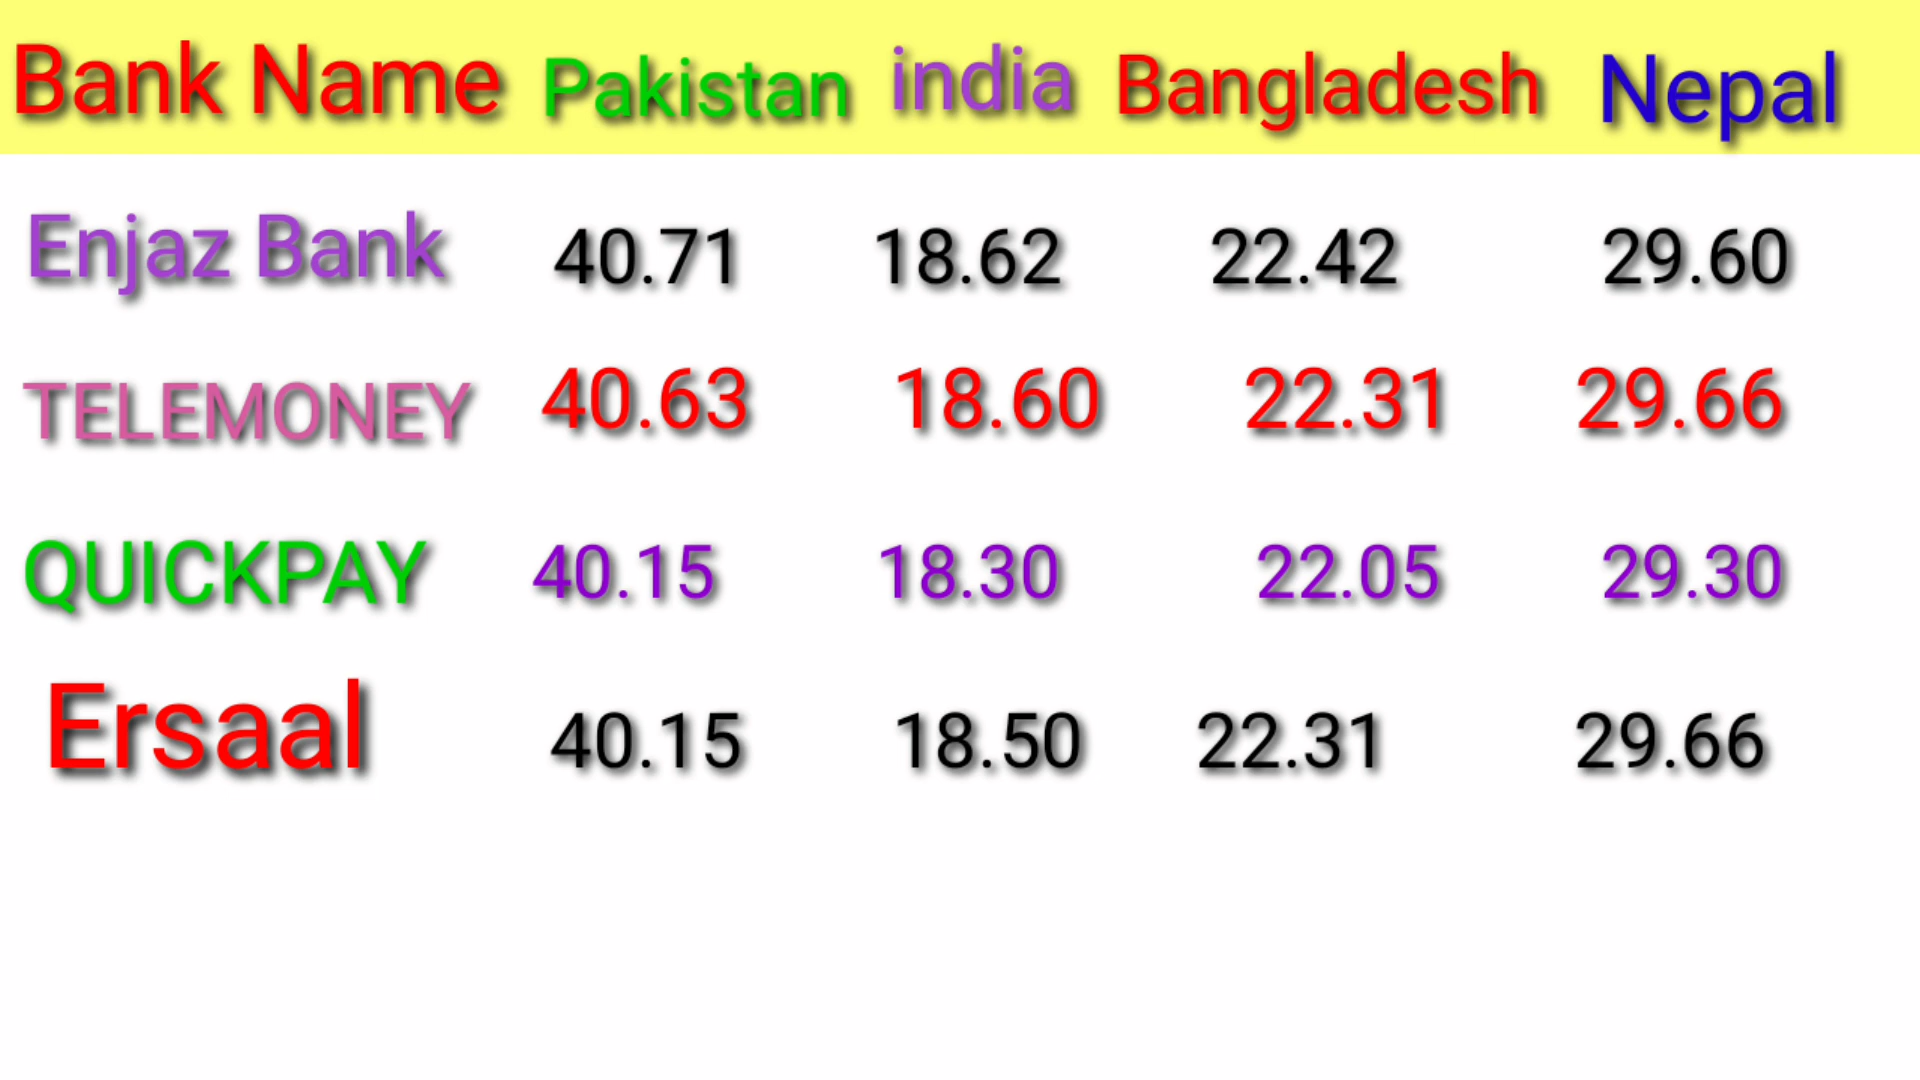 Bank Name Pakistan india Bangladesh Nepal
Enjaz Bank 40.71 18.62 22.42 29.60
TELEMONEY 40.63 18.60 22.31 29.66
QUICKPAY 40.15 18.30 22.05 29.30
Ersaal 40.15 18.50 22.31 29.66